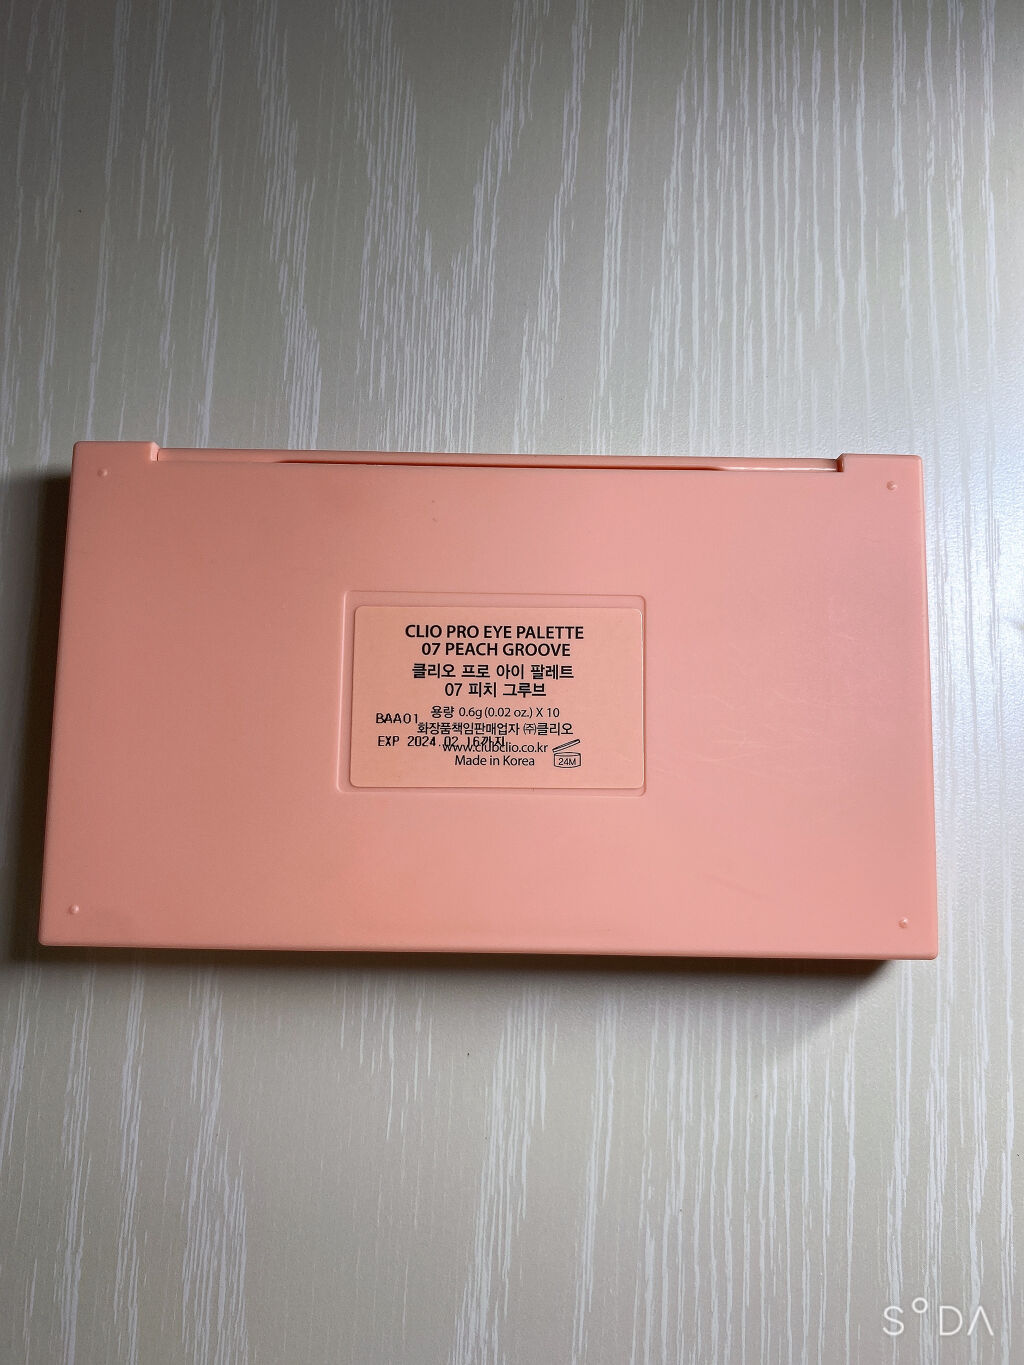 CLIO PRO EYE PALETTE
07 PEACH GROOVE
클리오 프로 아이 팔레트
07 피치 그루브
용량 0.6g (0.02 oz.) X 10
BAA01
화장품책임판매업자 ㈜클리오
EXP 2024.02.16까지
www.clubclio.co.kr
Made in Korea
24M
SODA